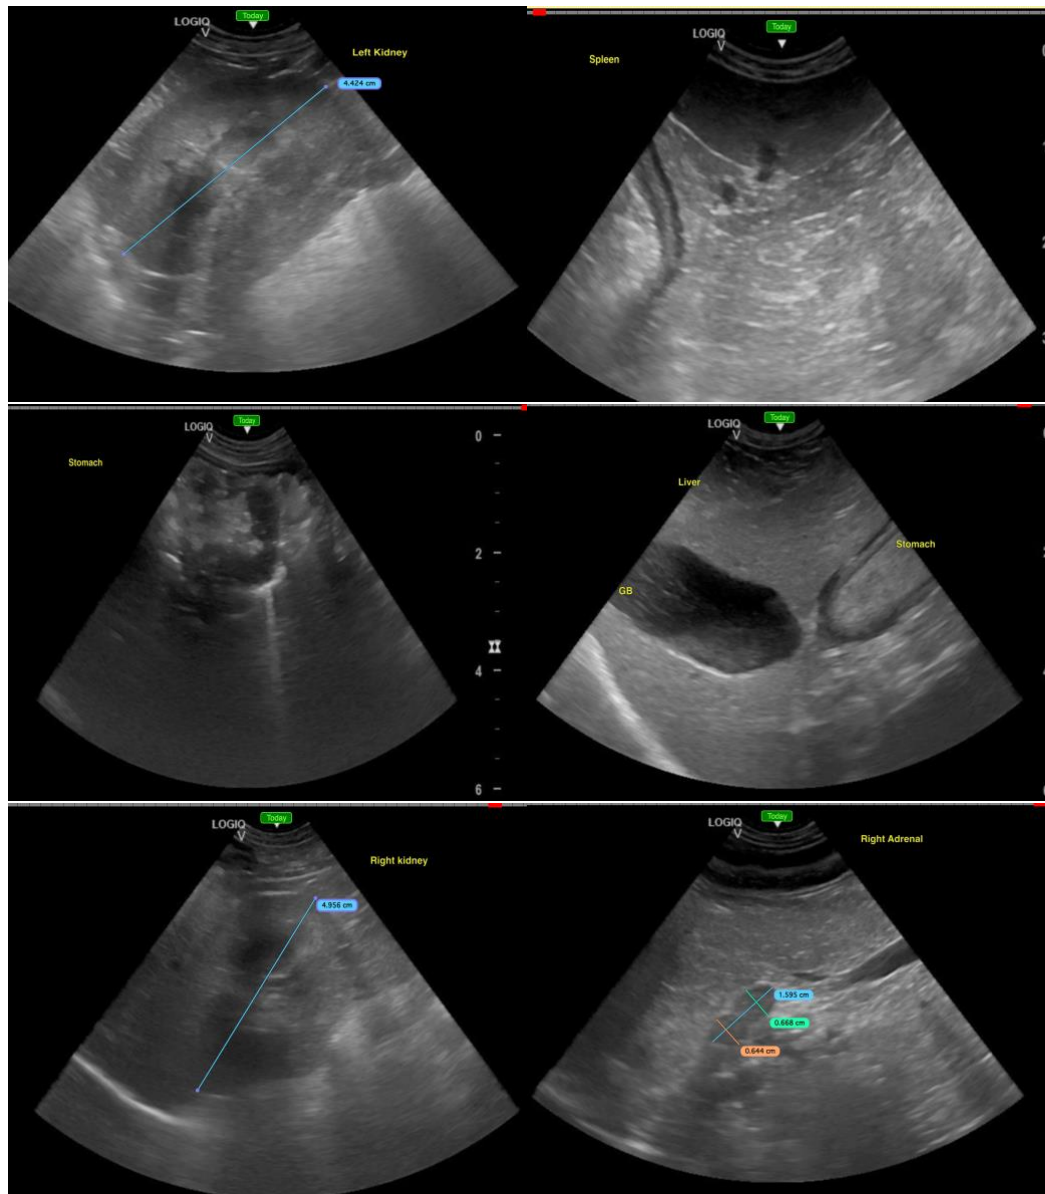 Today
LOGIQ
V
Left Kidney
4.424 cm
Today
LOGIQ
V
Spleen
Today
LOGIQ
V
Stomach
0
2
4
6
Today
LOGIQ
V
Liver
Stomach
GB
Today
LOGIQ
V
Right kidney
4.956 cm
Today
LOGIQ
V
Right Adrenal
1.595 cm
0.668 cm
0.644 cm